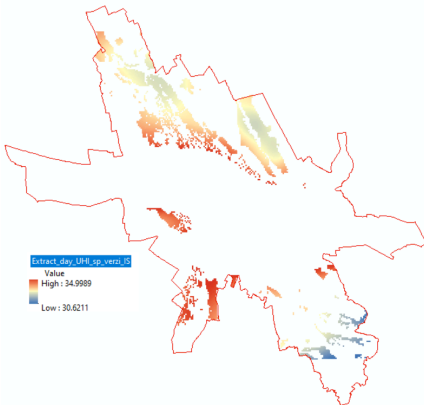 Extract_day_UHI_sp_verzi_IS
Value
High : 34.9989
Low : 30.6211